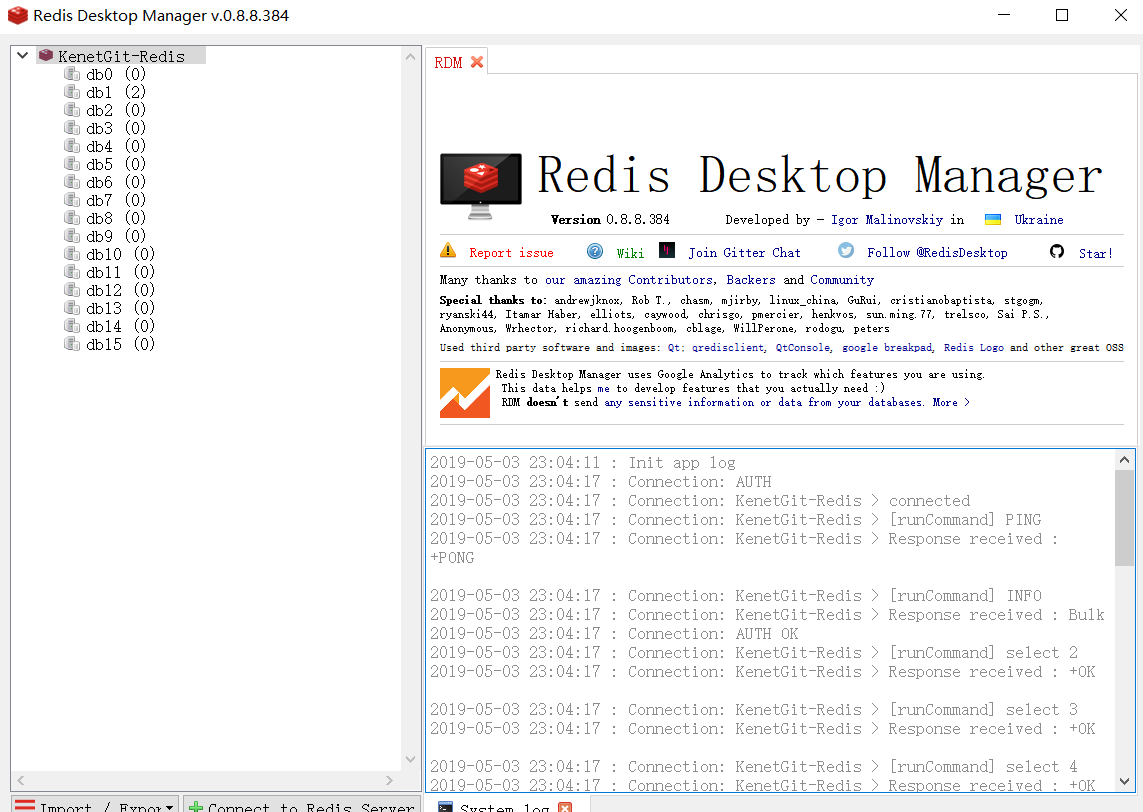 Redis Desktop Manager v.0.8.8.384
KenetGit-Redis
db0 (0)
db1 (2)
db2 (0)
db3 (0)
db4 (0)
db5 (0)
db6 (0)
db7 (0)
db8 (0)
db9 (0)
db10 (0)
db11 (0)
db12 (0)
db13 (0)
db14 (0)
db15 (0)
Import / Export
Connect to Redis Server
RDM
Redis Desktop Manager
Version 0.8.8.384 Developed by - Igor Malinovskiy in Ukraine
Report issue Wiki Join Gitter Chat Follow @RedisDesktop Star!
Many thanks to our amazing Contributors, Backers and Community
Special thanks to: andrewjknox, Rob T., chasm, mjirby, linux_china, GuRui, cristianobaptista, stgogm,
ryanski44, Itamar Haber, elliots, caywood, chrisgo, pmercier, henkvos, sun.ming.77, trelsco, Sai P.S.,
Anonymous, Wrhector, richard.hoogenboom, cblage, WillPerone, rodogu, peters
Used third party software and images: Qt, qredisclient, QtConsole, google breakpad, Redis Logo and other great OSS
Redis Desktop Manager uses Google Analytics to track which features you are using.
This data helps me to develop features that you actually need :)
RDM doesn't send any sensitive information or data from your databases. More >
2019-05-03 23:04:11 : Init app log
2019-05-03 23:04:17 : Connection: AUTH
2019-05-03 23:04:17 : Connection: KenetGit-Redis > connected
2019-05-03 23:04:17 : Connection: KenetGit-Redis > [runCommand] PING
2019-05-03 23:04:17 : Connection: KenetGit-Redis > Response received :
+PONG
2019-05-03 23:04:17 : Connection: KenetGit-Redis > [runCommand] INFO
2019-05-03 23:04:17 : Connection: KenetGit-Redis > Response received : Bulk
2019-05-03 23:04:17 : Connection: AUTH OK
2019-05-03 23:04:17 : Connection: KenetGit-Redis > [runCommand] select 2
2019-05-03 23:04:17 : Connection: KenetGit-Redis > Response received : +OK
2019-05-03 23:04:17 : Connection: KenetGit-Redis > [runCommand] select 3
2019-05-03 23:04:17 : Connection: KenetGit-Redis > Response received : +OK
2019-05-03 23:04:17 : Connection: KenetGit-Redis > [runCommand] select 4
2019-05-03 23:04:17 : Connection: KenetGit-Redis > Response received : +OK
System log